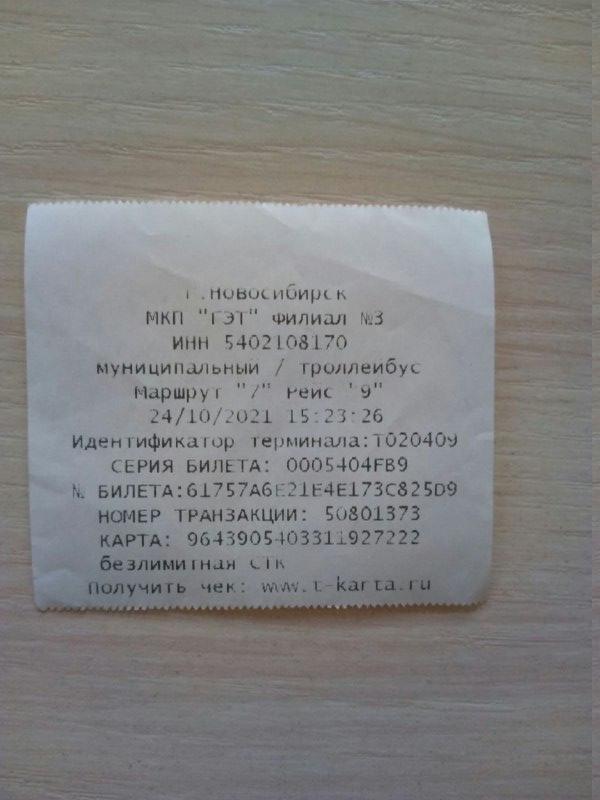 г.Новосибирск
МКП "ГЭТ" Филиал №3
ИНН 5402108170
муниципальный / троллейбус
Маршрут "7" Рейс "9"
24/10/2021 15:23:26
Идентификатор терминала:T020409
СЕРИЯ БИЛЕТА: 0005404FB9
№ БИЛЕТА:61757A6E21E4E173C825D9
НОМЕР ТРАНЗАКЦИИ: 50801373
КАРТА: 9643905403311927222
безлимитная СТК
Получить чек: www.t-karta.ru